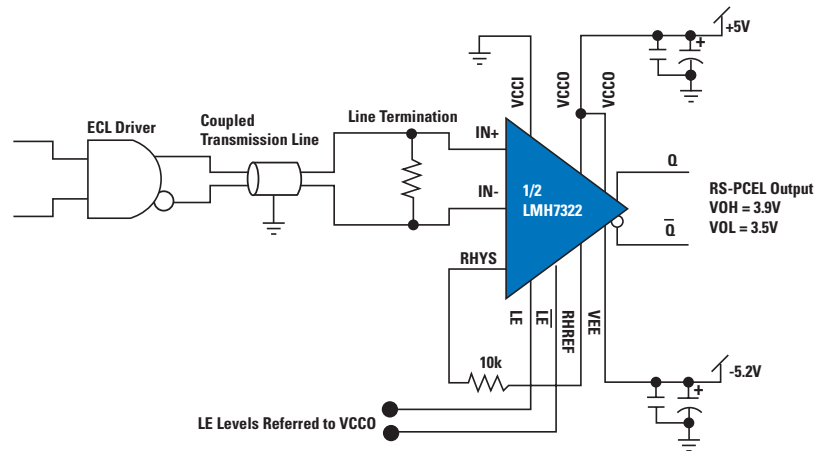 +5V
VCCI
VCCO
VCCO
ECL Driver
Coupled
Transmission Line
Line Termination
IN+
IN-
1/2
LMH7322
Q
Q̅
RS-PCEL Output
VOH = 3.9V
VOL = 3.5V
RHYS
LE
L̅E̅
RHREF
VEE
10k
+
+
-5.2V
LE Levels Referred to VCCO